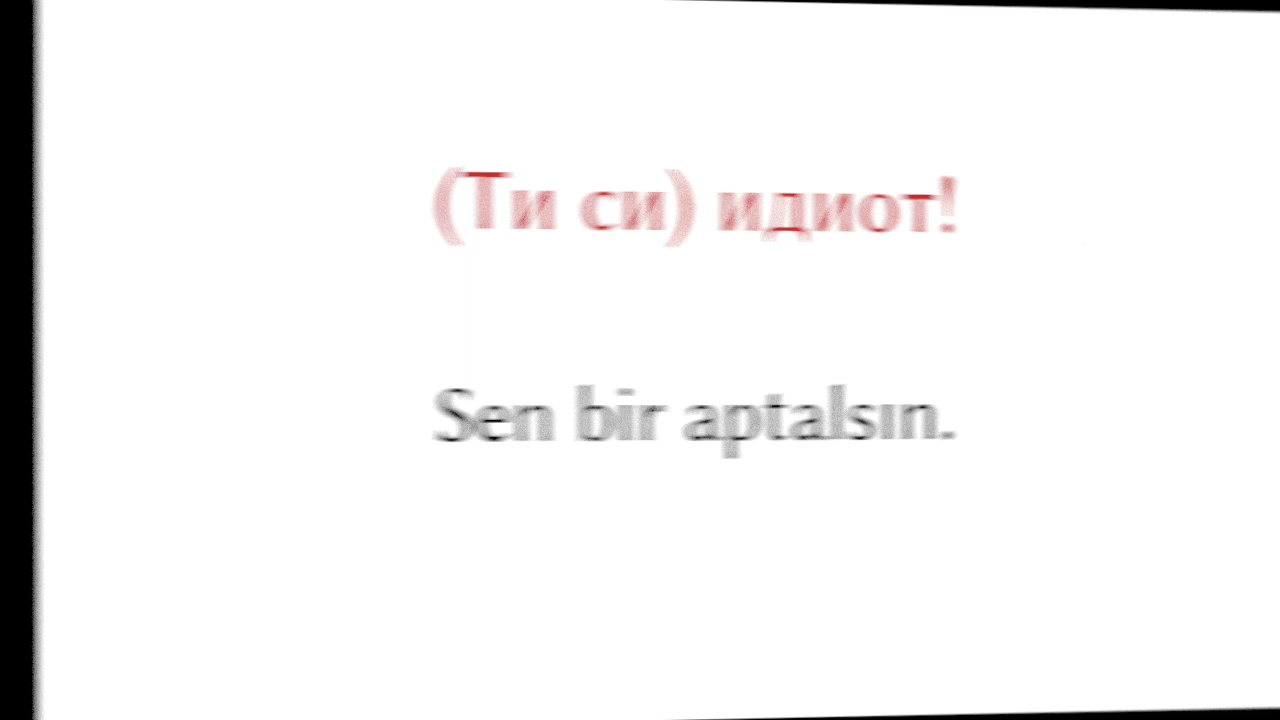 (Ти си) идиот!
Sen bir aptalsın.